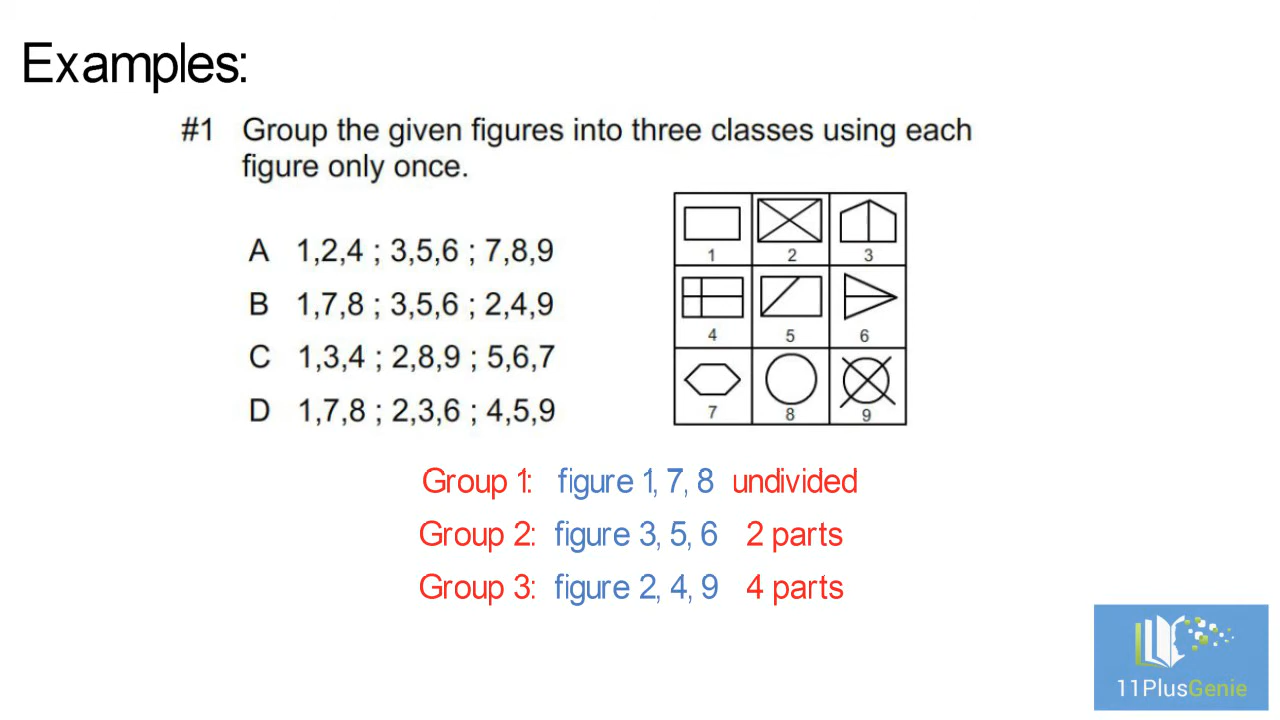 Examples:
#1 Group the given figures into three classes using each
figure only once.
A 1,2,4 ; 3,5,6 ; 7,8,9
B 1,7,8 ; 3,5,6 ; 2,4,9
C 1,3,4 ; 2,8,9 ; 5,6,7
D 1,7,8 ; 2,3,6 ; 4,5,9
1 2 3
4 5 6
7 8 9
Group 1: figure 1, 7, 8 undivided
Group 2: figure 3, 5, 6 2 parts
Group 3: figure 2, 4, 9 4 parts
11PlusGenie